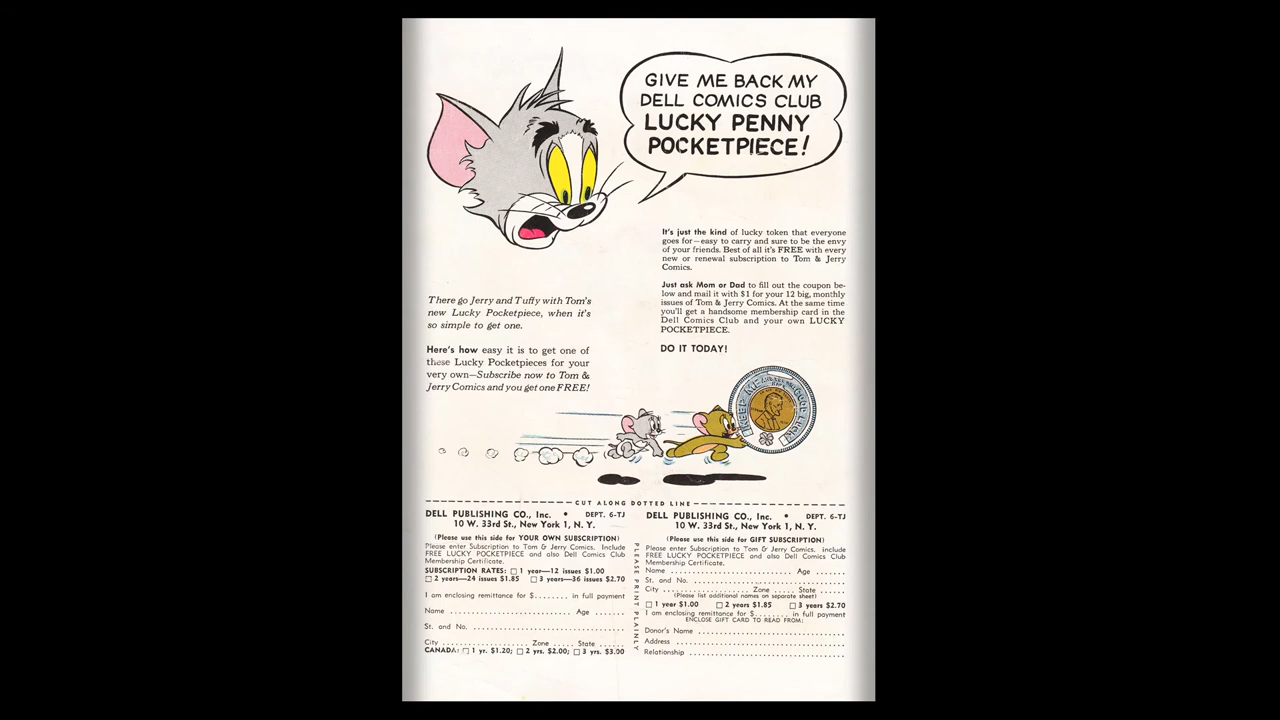 GIVE ME BACK MY
DELL COMICS CLUB
LUCKY PENNY
POCKETPIECE!
It's just the kind of lucky token that everyone
goes for—easy to carry and sure to be the envy
of your friends. Best of all it's FREE with every
new or renewal subscription to Tom & Jerry
Comics.
Just ask Mom or Dad to fill out the coupon be-
low and mail it with $1 for your 12 big, monthly
issues of Tom & Jerry Comics. At the same time
you'll get a handsome membership card in the
Dell Comics Club and your own LUCKY
POCKETPIECE.
DO IT TODAY!
There go Jerry and Tuffy with Tom's
new Lucky Pocketpiece, when it's
so simple to get one.
Here's how easy it is to get one of
these Lucky Pocketpieces for your
very own—Subscribe now to Tom &
Jerry Comics and you get one FREE!
KEEP ME
GOOD LUCK
CUT ALONG DOTTED LINE
DELL PUBLISHING CO., Inc. • DEPT. 6-TJ
10 W. 33rd St., New York 1, N. Y.
(Please use this side for YOUR OWN SUBSCRIPTION)
Please enter Subscription to Tom & Jerry Comics. Include
FREE LUCKY POCKETPIECE and also Dell Comics Club
Membership Certificate.
SUBSCRIPTION RATES: □ 1 year—12 issues $1.00
□ 2 years—24 issues $1.85 □ 3 years—36 issues $2.70
I am enclosing remittance for $........ in full payment
Name ........ Age ........
St. and No. ........
City ........ Zone ..... State ........
CANADA: □ 1 yr. $1.20; □ 2 yrs. $2.00; □ 3 yrs. $3.00
PLEASE PRINT PLAINLY
DELL PUBLISHING CO., Inc. • DEPT. 6-TJ
10 W. 33rd St., New York 1, N. Y.
(Please use this side for GIFT SUBSCRIPTION)
Please enter Subscription to Tom & Jerry Comics. Include
FREE LUCKY POCKETPIECE and also Dell Comics Club
Membership Certificate.
Name ........ Age ........
St. and No. ........
City ........ Zone ..... State ........
(Please list additional names on separate sheet)
□ 1 year $1.00 □ 2 years $1.85 □ 3 years $2.70
I am enclosing remittance for $........ in full payment
ENCLOSE GIFT CARD TO READ FROM:
Donor's Name ........
Address ........
Relationship ........